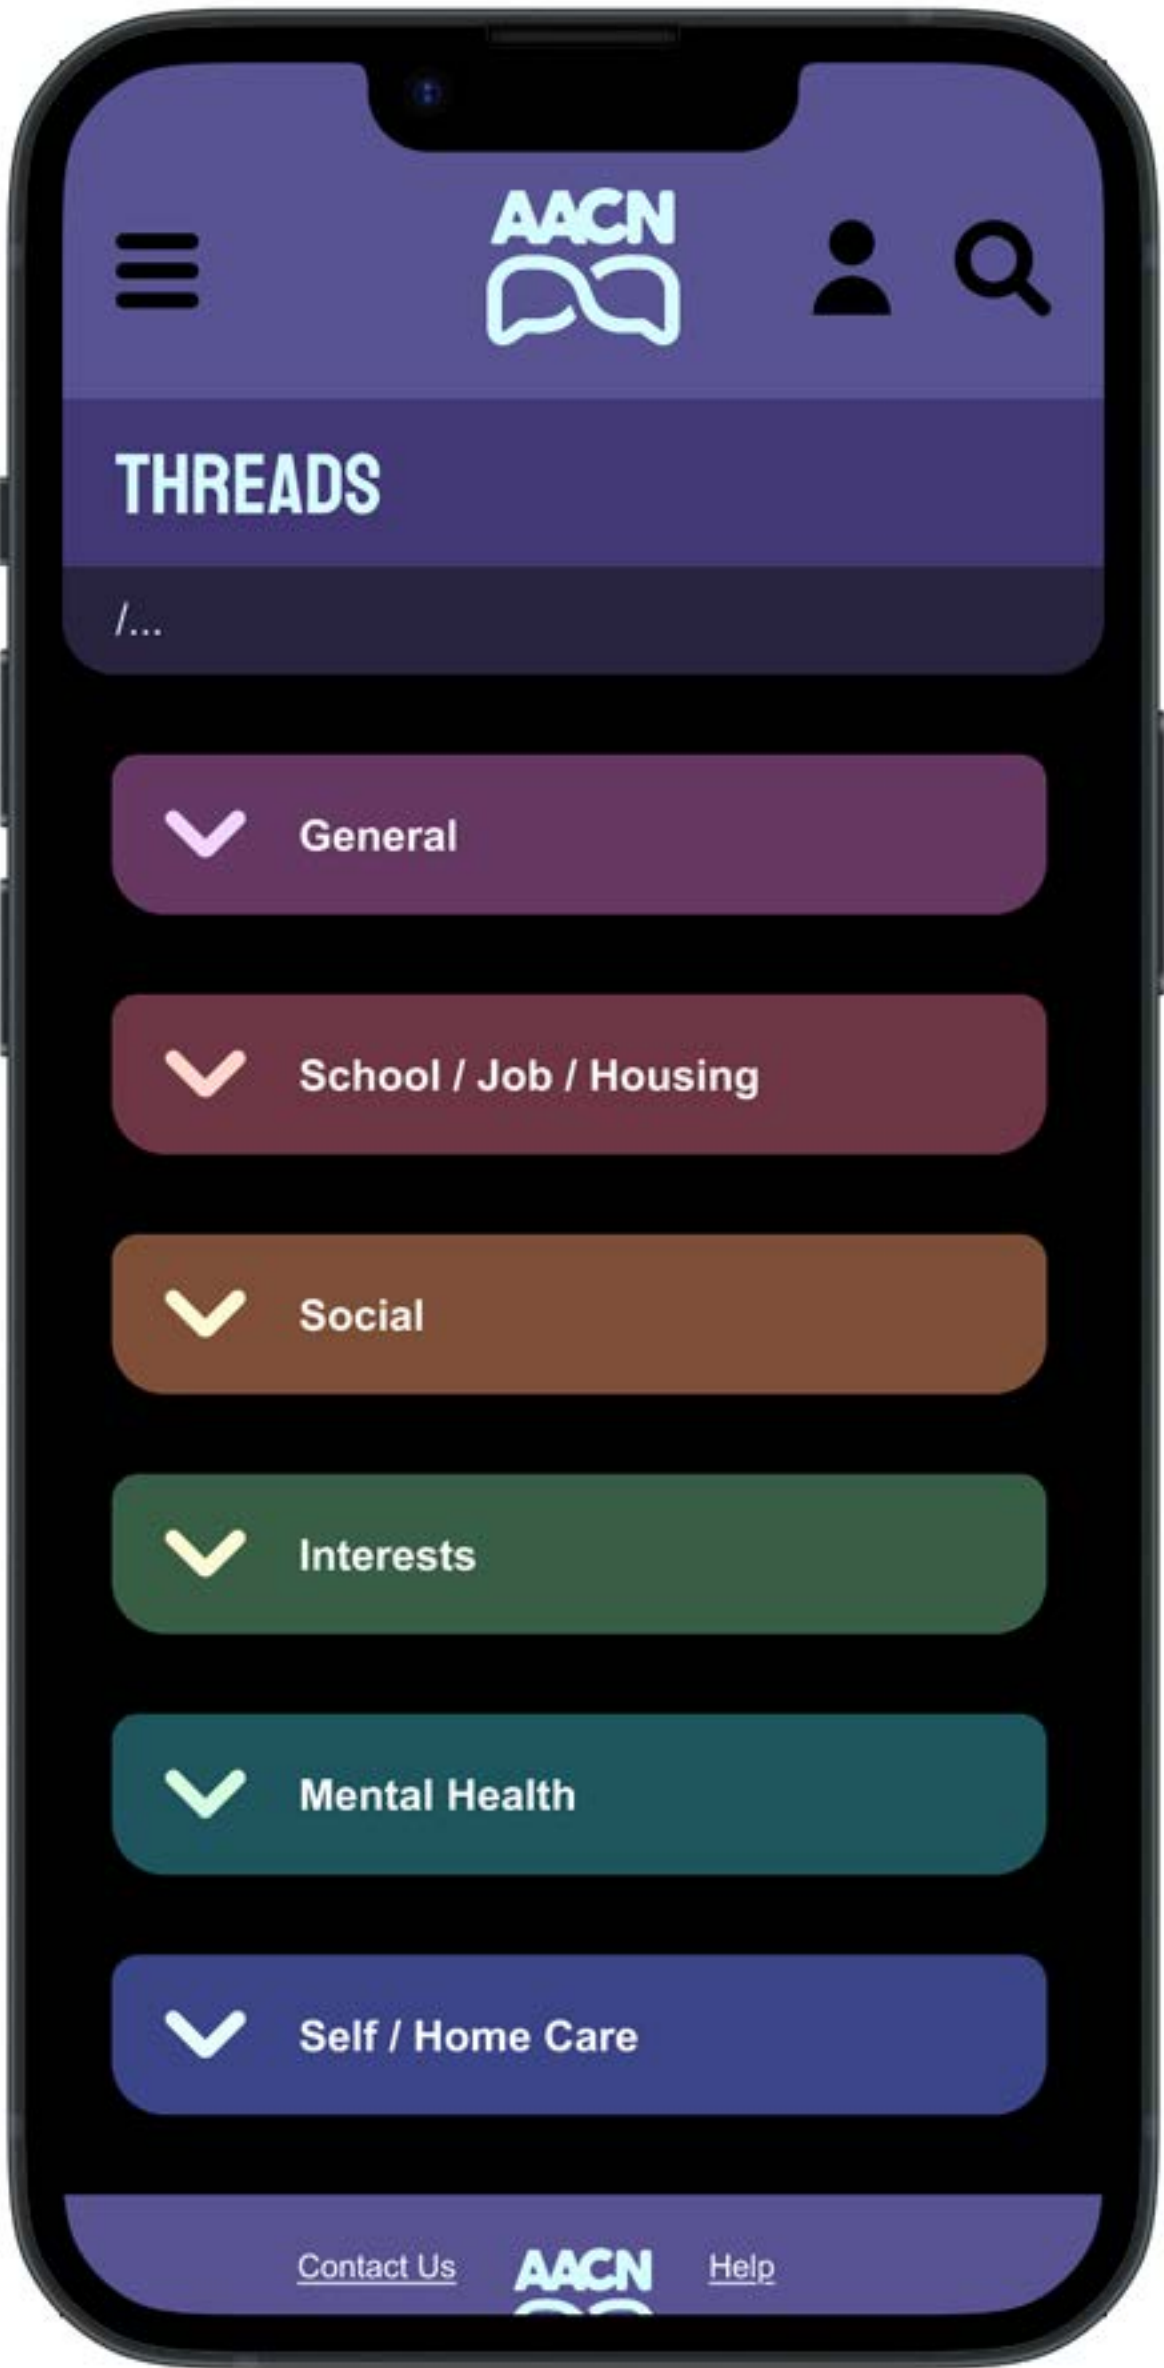 AACN
THREADS
/...
General
School / Job / Housing
Social
Interests
Mental Health
Self / Home Care
Contact Us AACN Help